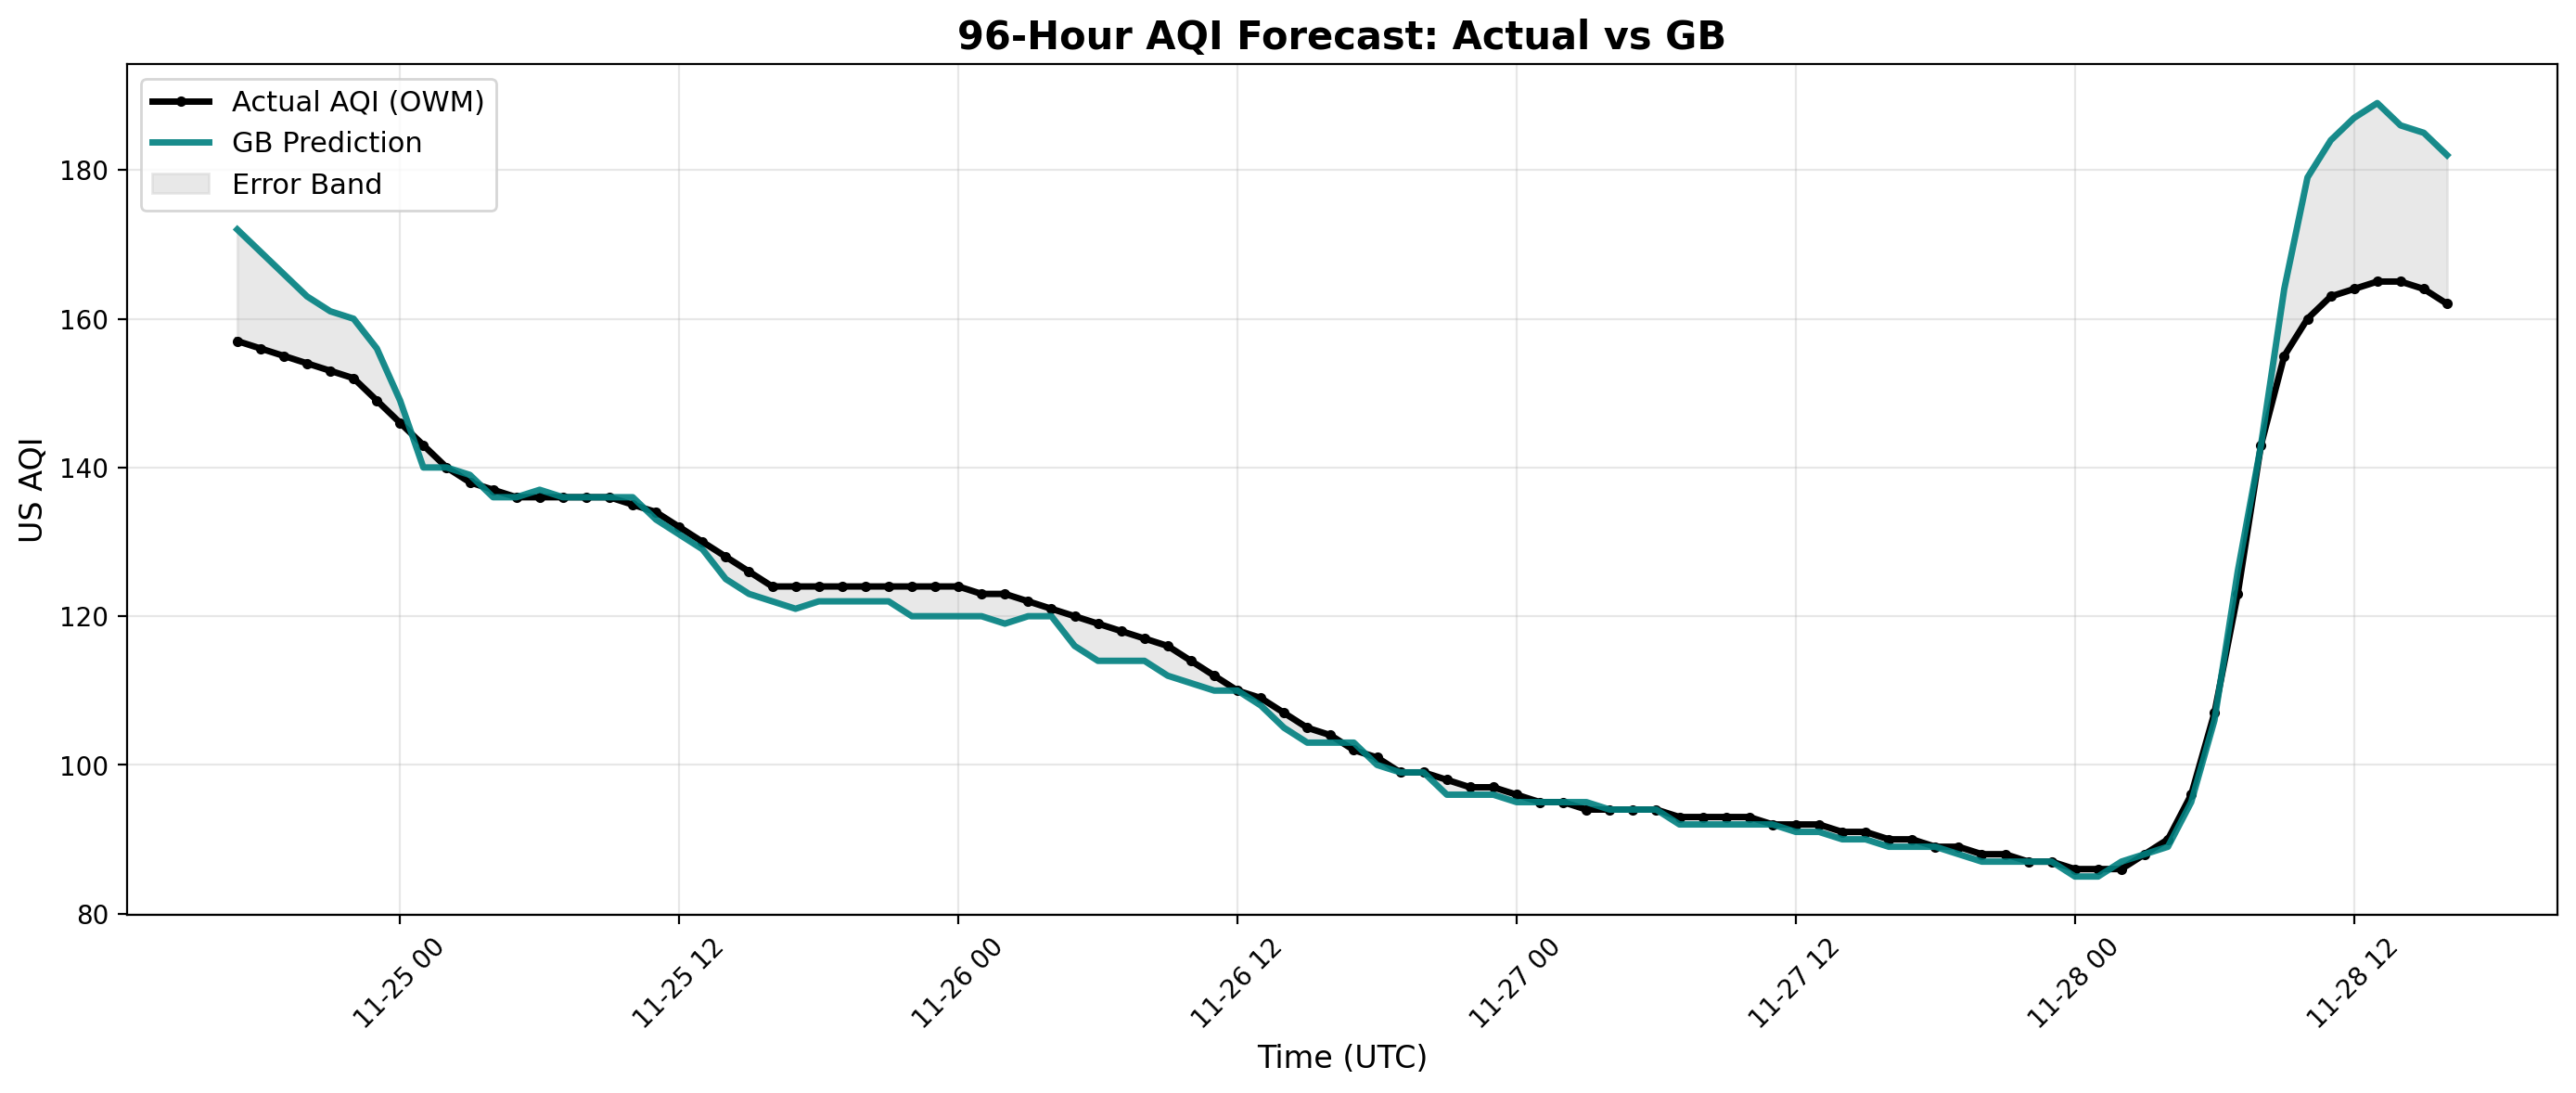 96-Hour AQI Forecast: Actual vs GB
Actual AQI (OWM)
GB Prediction
Error Band
US AQI
180
160
140
120
100
80
11-25 00
11-25 12
11-26 00
11-26 12
11-27 00
11-27 12
11-28 00
11-28 12
Time (UTC)